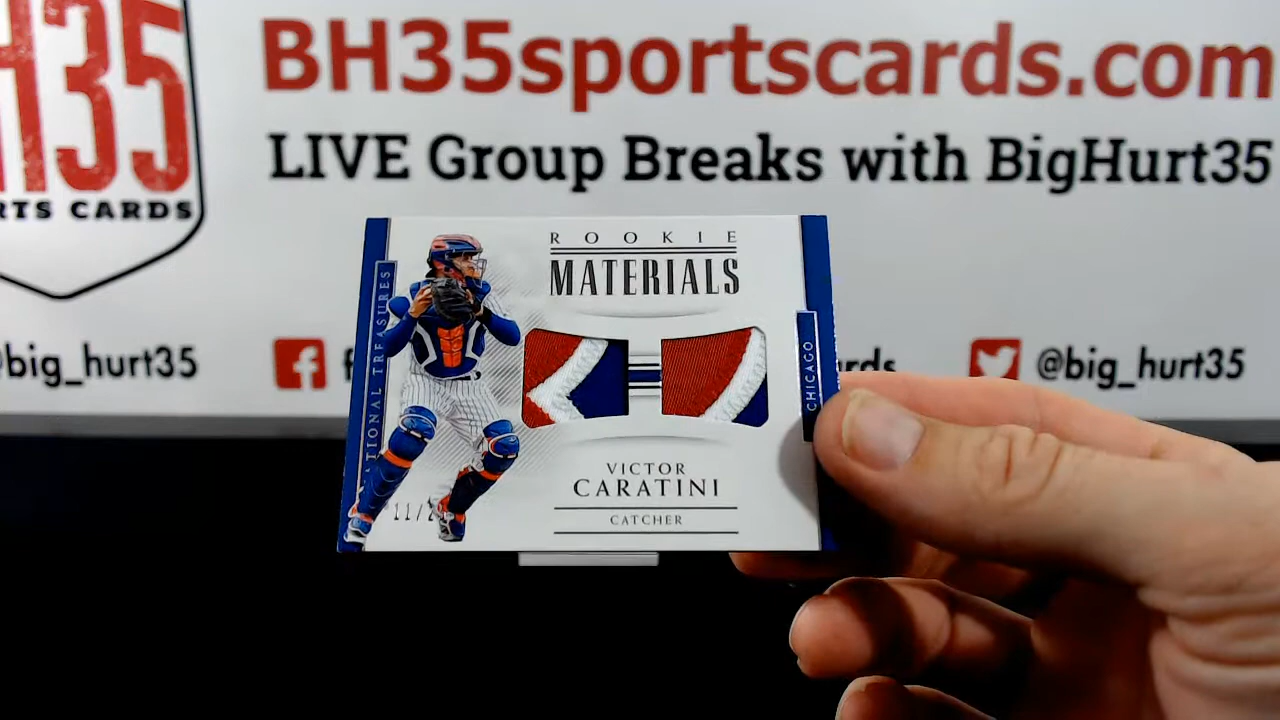 BH35sportscards.com
H35
LIVE Group Breaks with BigHurt35
RTS CARDS
@big_hurt35
@big_hurt35
ROOKIE
MATERIALS
NATIONAL TREASURES
CHICAGO
VICTOR
CARATINI
CATCHER